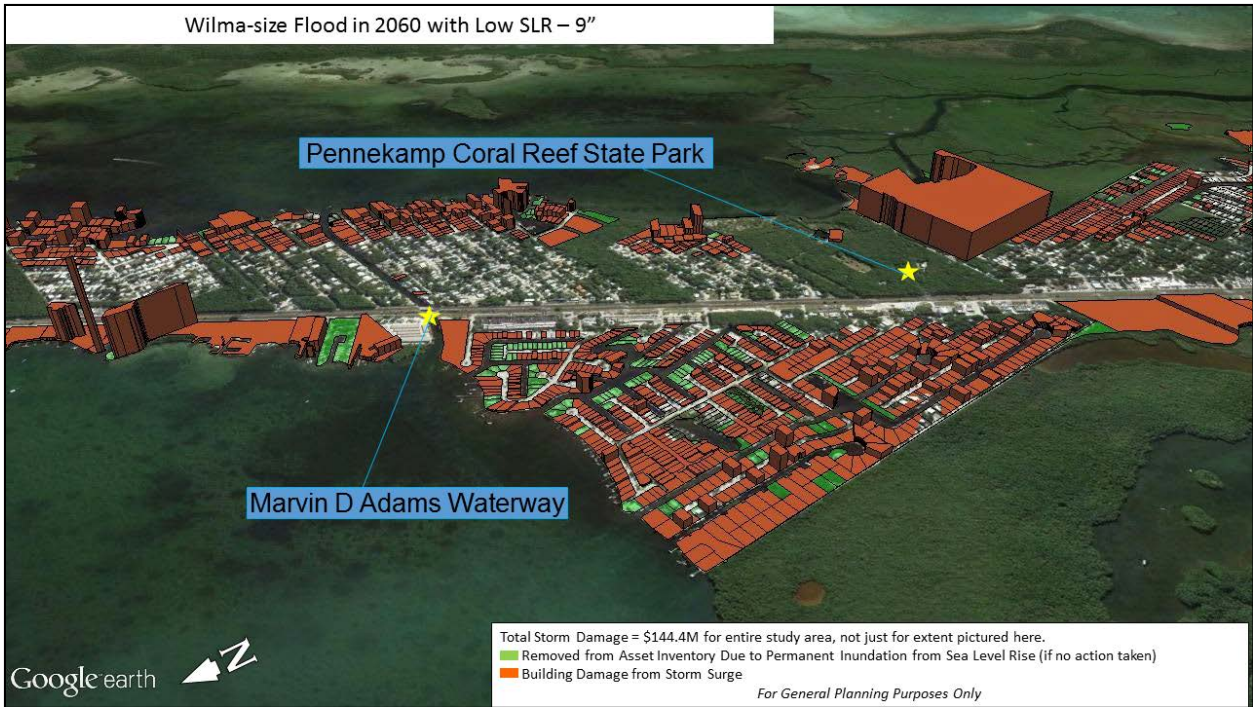 Wilma-size Flood in 2060 with Low SLR – 9”
Pennekamp Coral Reef State Park
Marvin D Adams Waterway
Total Storm Damage = $144.4M for entire study area, not just for extent pictured here.
Removed from Asset Inventory Due to Permanent Inundation from Sea Level Rise (if no action taken)
Building Damage from Storm Surge
For General Planning Purposes Only
Google earth
N